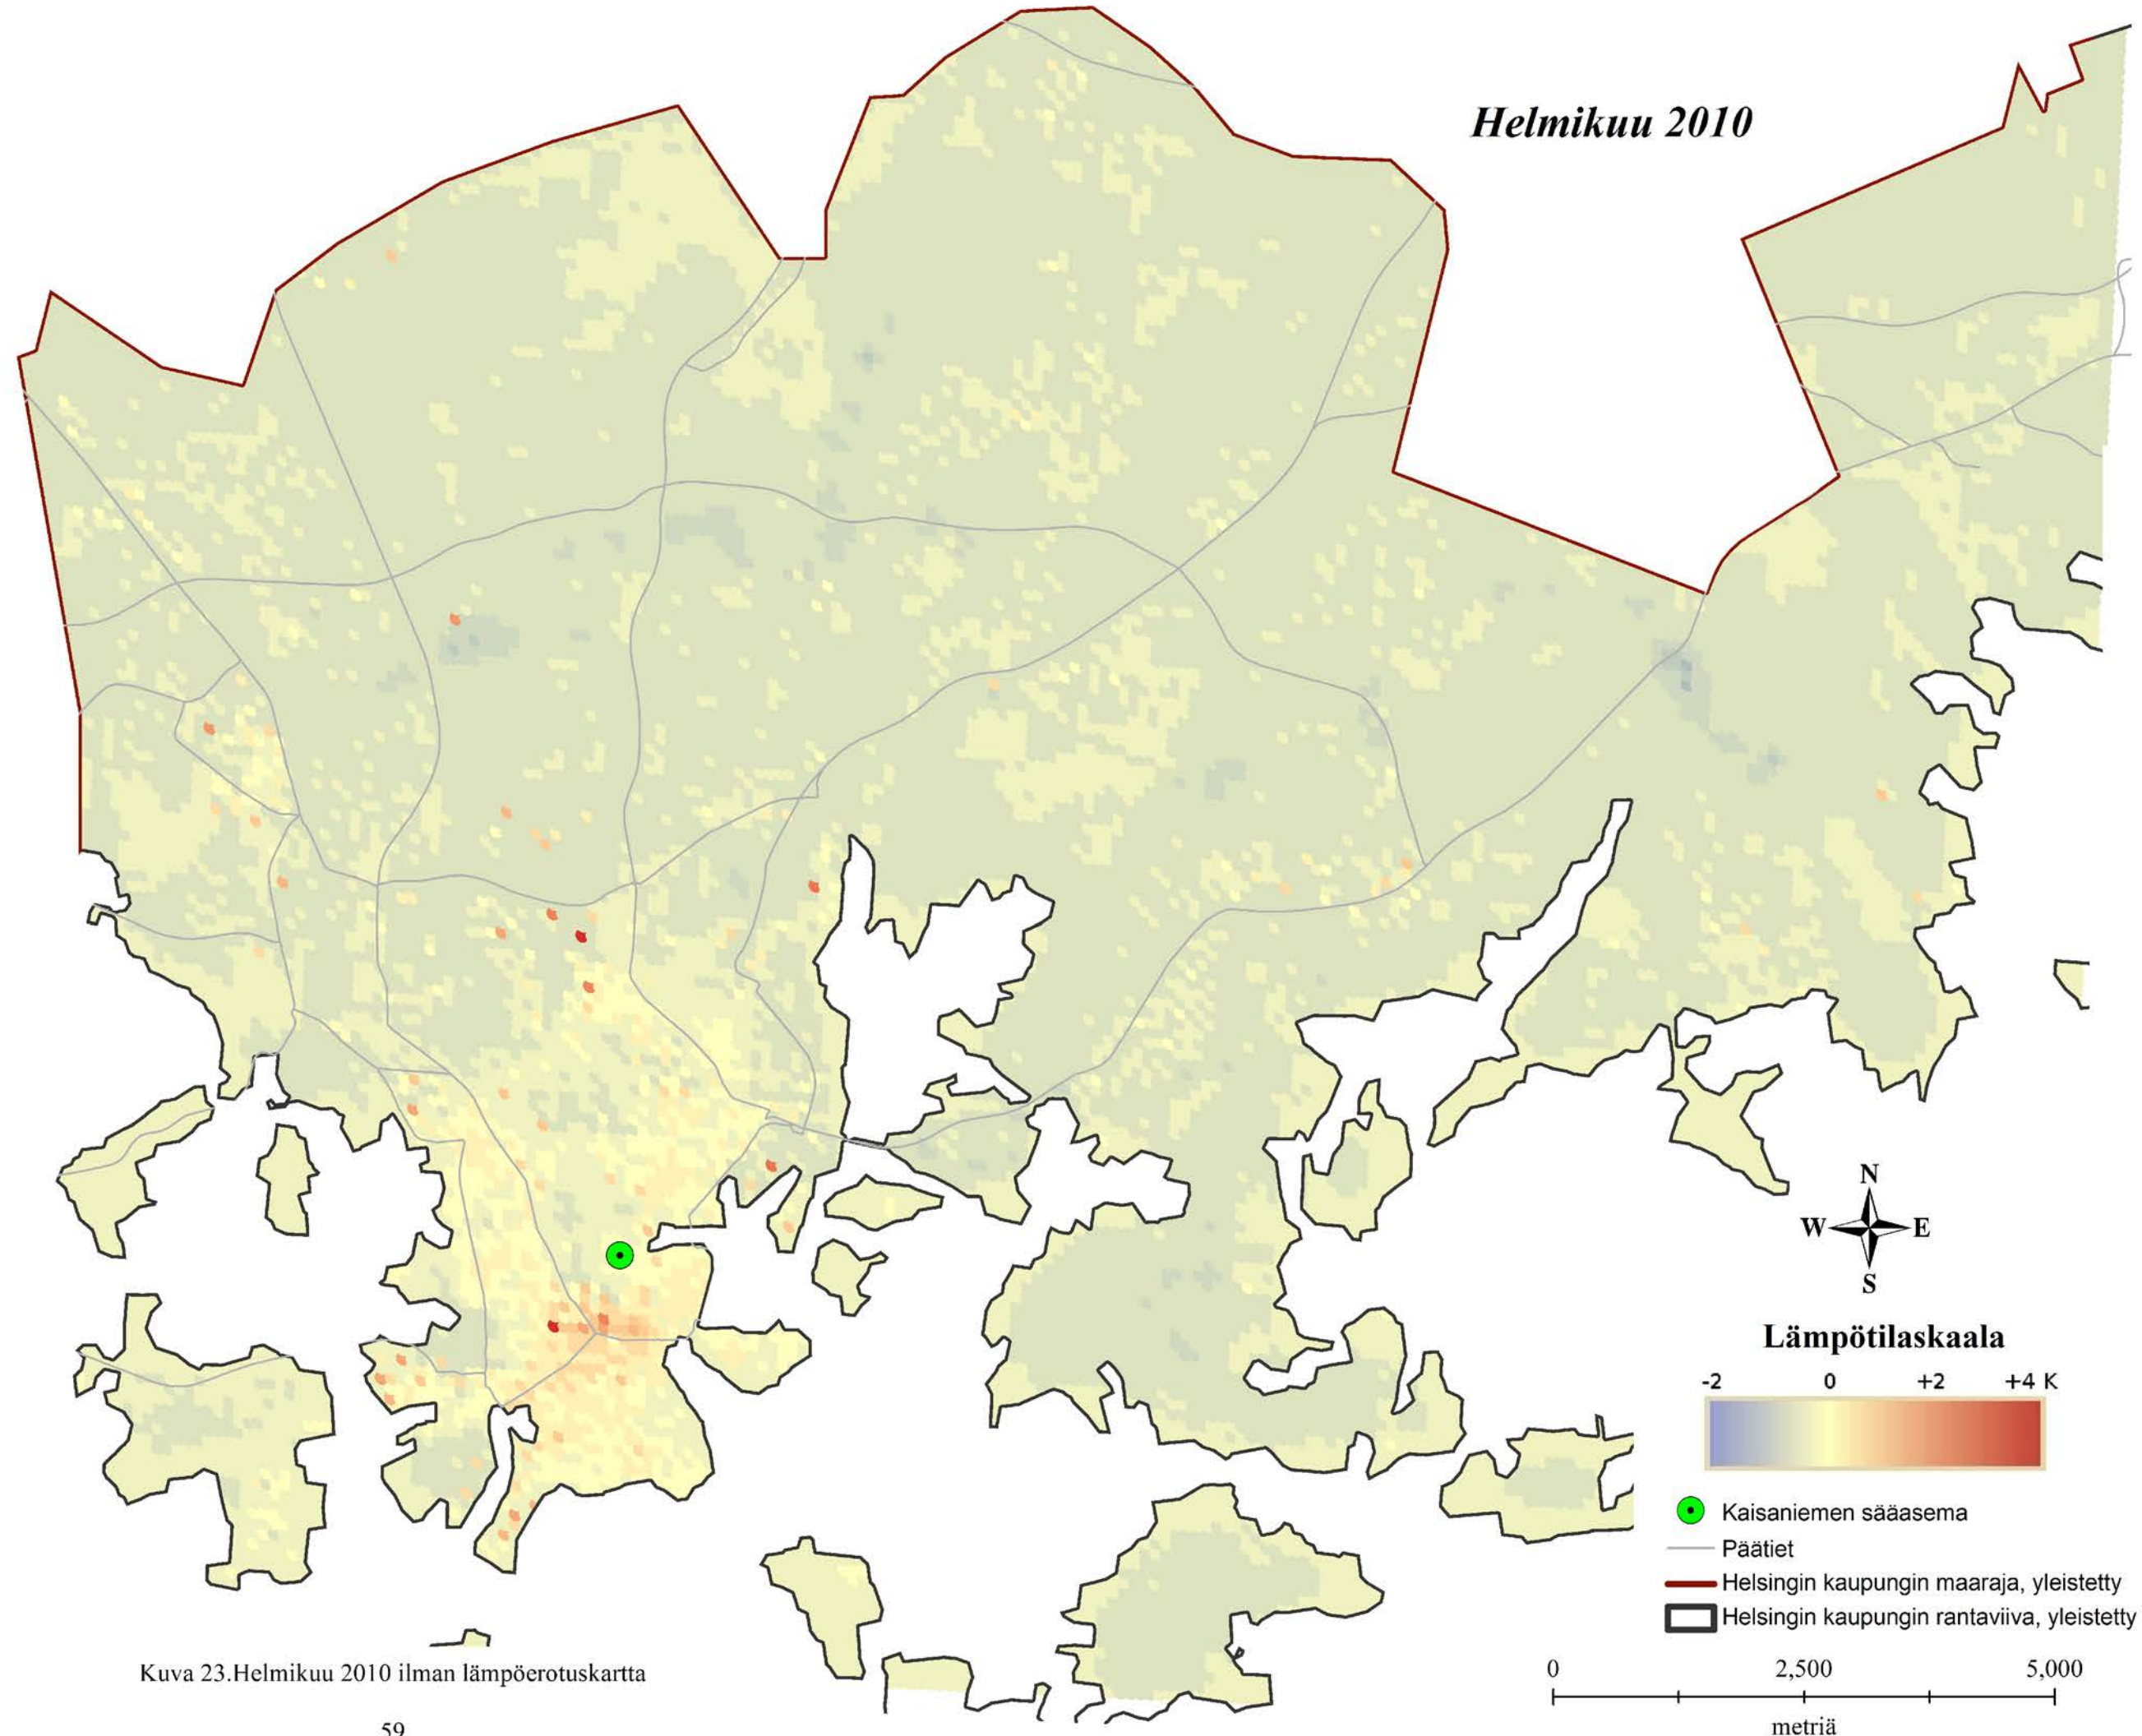 Helmikuu 2010
N
W E
S
Lämpötilaskaala
-2 0 +2 +4 K
Kaisaniemen sääasema
Päätiet
Helsingin kaupungin maaraja, yleistetty
Helsingin kaupungin rantaviiva, yleistetty
0 2,500 5,000
metriä
Kuva 23.Helmikuu 2010 ilman lämpöerotuskartta
59